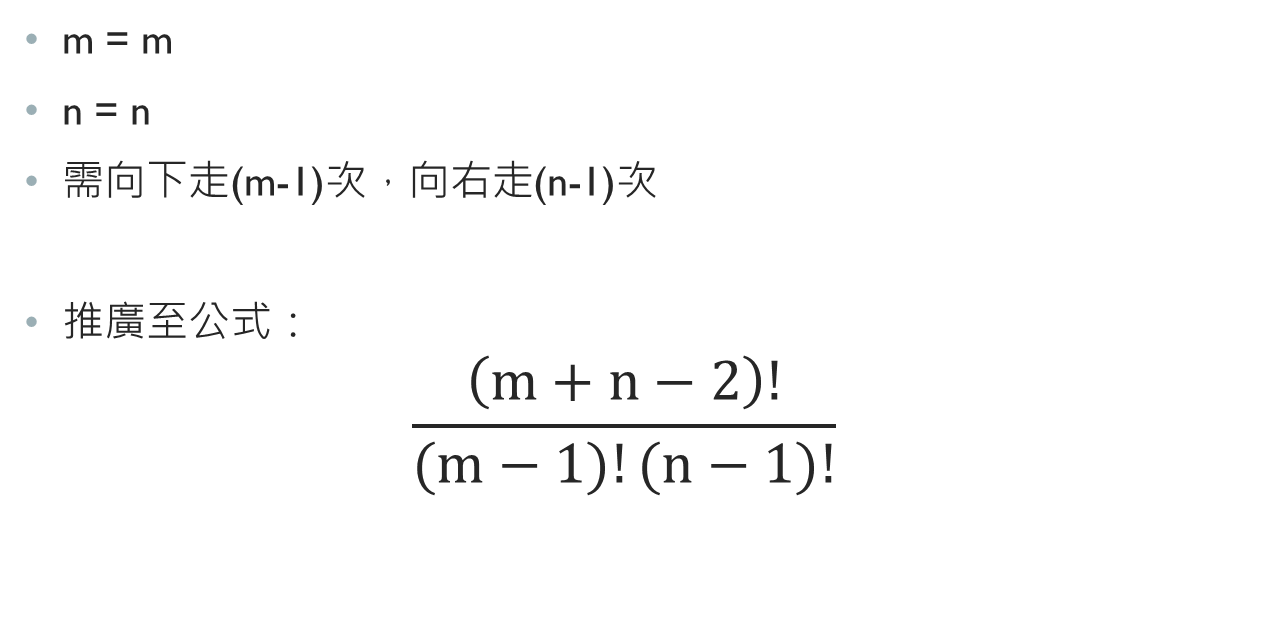 • m = m
• n = n
• 需向下走(m-1)次，向右走(n-1)次
• 推廣至公式：
(m + n − 2)!
(m − 1)! (n − 1)!